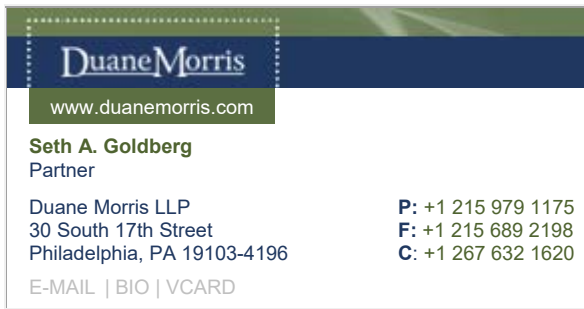 DuaneMorris
www.duanemorris.com
Seth A. Goldberg
Partner
Duane Morris LLP
30 South 17th Street
Philadelphia, PA 19103-4196
P: +1 215 979 1175
F: +1 215 689 2198
C: +1 267 632 1620
E-MAIL | BIO | VCARD